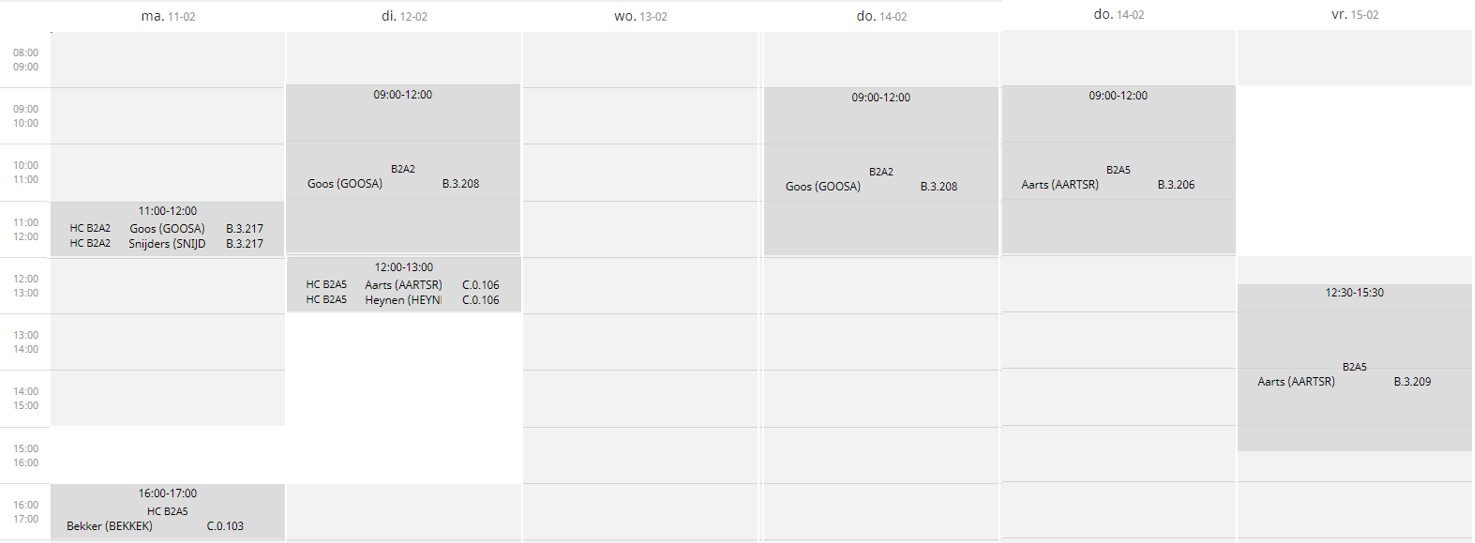 ma. 11-02 di. 12-02 wo. 13-02 do. 14-02 do. 14-02 vr. 15-02
08:00
09:00
09:00
10:00
10:00
11:00
11:00
12:00
12:00
13:00
13:00
14:00
14:00
15:00
15:00
16:00
16:00
17:00
11:00-12:00
HC B2A2 Goos (GOOSA) B.3.217
HC B2A2 Snijders (SNIJD B.3.217
16:00-17:00
HC B2A5
Bekker (BEKKEK) C.0.103
09:00-12:00
B2A2
Goos (GOOSA) B.3.208
12:00-13:00
HC B2A5 Aarts (AARTSR) C.0.106
HC B2A5 Heynen (HEYNI C.0.106
09:00-12:00
B2A2
Goos (GOOSA) B.3.208
09:00-12:00
B2A5
Aarts (AARTSR) B.3.206
12:30-15:30
B2A5
Aarts (AARTSR) B.3.209